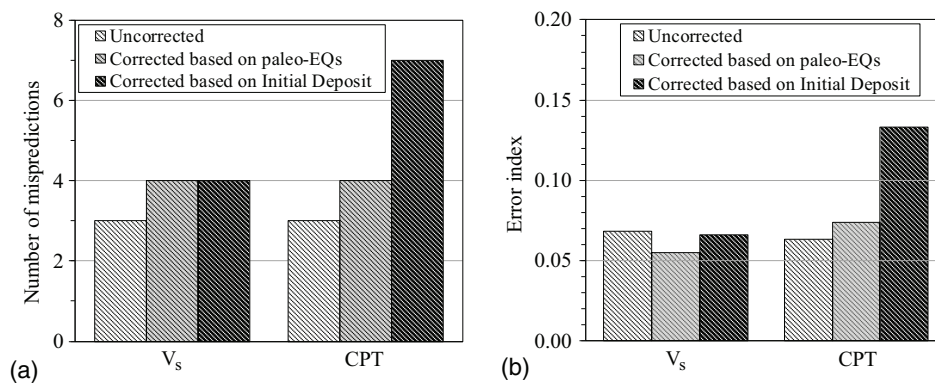 8
6
4
2
0
Number of mispredictions
Uncorrected
Corrected based on paleo-EQs
Corrected based on Initial Deposit
Vs
CPT
(a)
0.20
0.15
0.10
0.05
0.00
Error index
Uncorrected
Corrected based on paleo-EQs
Corrected based on Initial Deposit
Vs
CPT
(b)